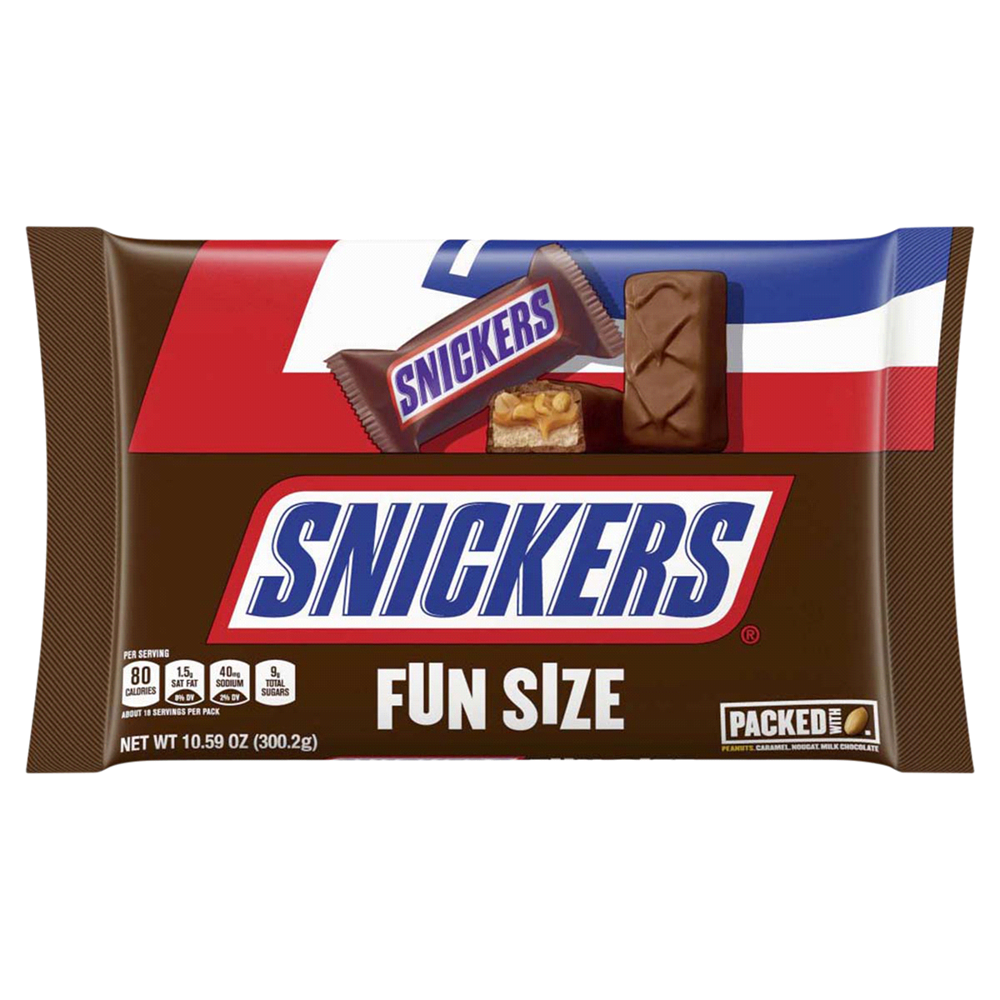 SNICKERS
SNICKERS®
PER SERVING
80 CALORIES
1.5g SAT FAT 8% DV
40mg SODIUM 2% DV
9g TOTAL SUGARS
ABOUT 18 SERVINGS PER PACK
NET WT 10.59 OZ (300.2g)
FUN SIZE
PACKED WITH
PEANUTS, CARAMEL, NOUGAT, MILK CHOCOLATE